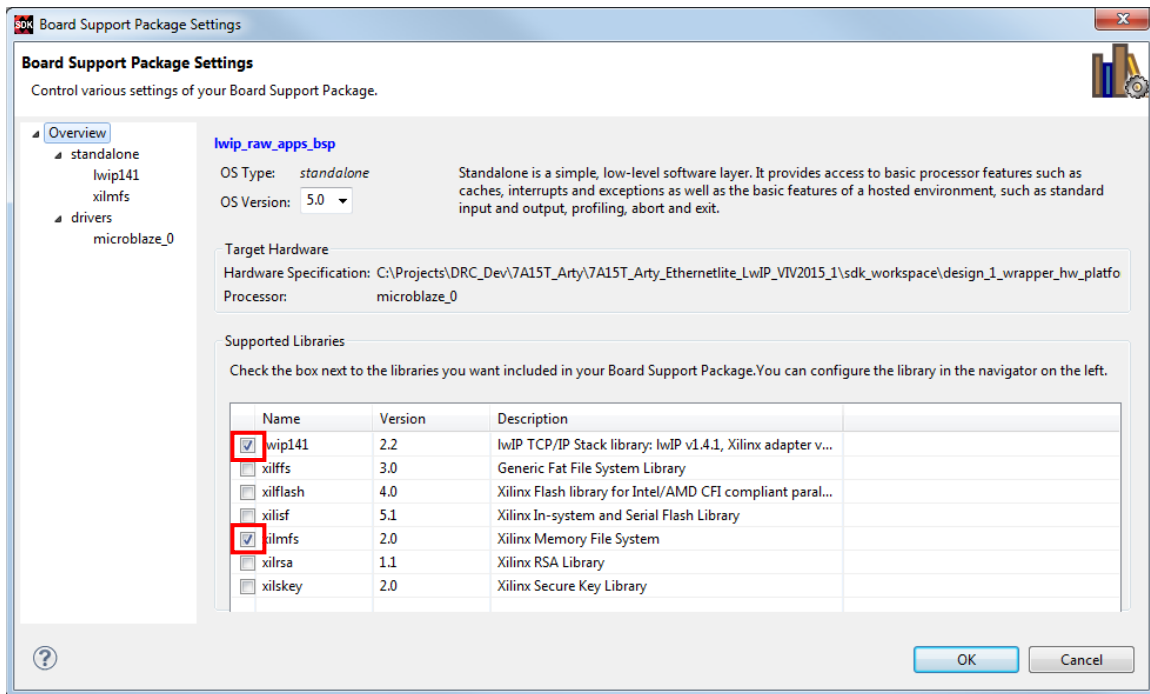 SDK Board Support Package Settings
Board Support Package Settings
Control various settings of your Board Support Package.
Overview
standalone
lwip141
xilmfs
drivers
microblaze_0
lwip_raw_apps_bsp
OS Type: standalone
OS Version: 5.0
Standalone is a simple, low-level software layer. It provides access to basic processor features such as
caches, interrupts and exceptions as well as the basic features of a hosted environment, such as standard
input and output, profiling, abort and exit.
Target Hardware
Hardware Specification: C:\Projects\DRC_Dev\7A15T_Arty\7A15T_Arty_Ethernetlite_LwIP_VIV2015_1\sdk_workspace\design_1_wrapper_hw_platfo
Processor: microblaze_0
Supported Libraries
Check the box next to the libraries you want included in your Board Support Package.You can configure the library in the navigator on the left.
Name Version Description
lwip141 2.2 lwIP TCP/IP Stack library: lwIP v1.4.1, Xilinx adapter v...
xilffs 3.0 Generic Fat File System Library
xilflash 4.0 Xilinx Flash library for Intel/AMD CFI compliant paral...
xilisf 5.1 Xilinx In-system and Serial Flash Library
xilmfs 2.0 Xilinx Memory File System
xilrsa 1.1 Xilinx RSA Library
xilskey 2.0 Xilinx Secure Key Library
? OK Cancel